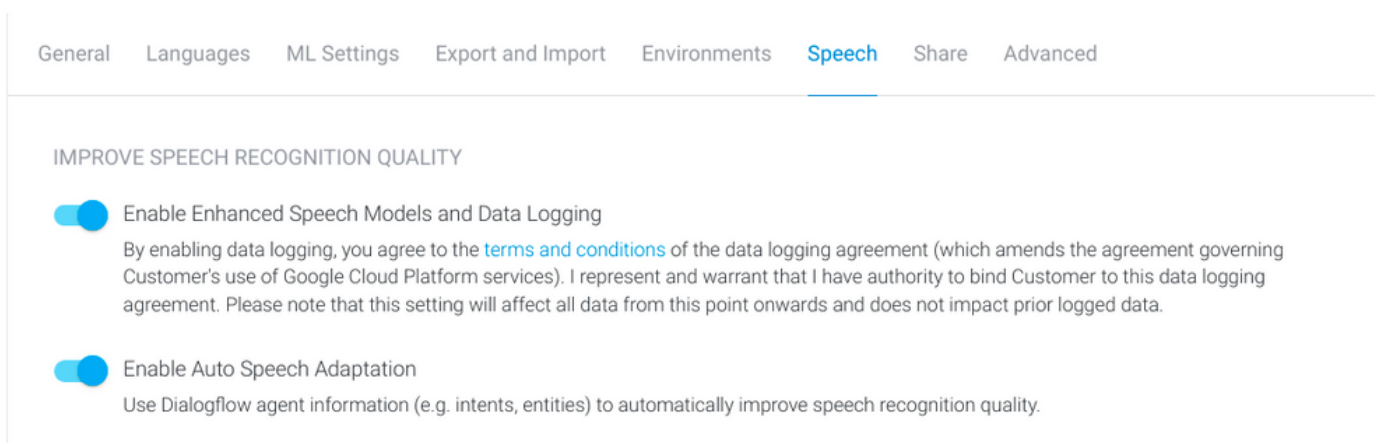 General Languages ML Settings Export and Import Environments Speech Share Advanced
IMPROVE SPEECH RECOGNITION QUALITY
Enable Enhanced Speech Models and Data Logging
By enabling data logging, you agree to the terms and conditions of the data logging agreement (which amends the agreement governing
Customer's use of Google Cloud Platform services). I represent and warrant that I have authority to bind Customer to this data logging
agreement. Please note that this setting will affect all data from this point onwards and does not impact prior logged data.
Enable Auto Speech Adaptation
Use Dialogflow agent information (e.g. intents, entities) to automatically improve speech recognition quality.